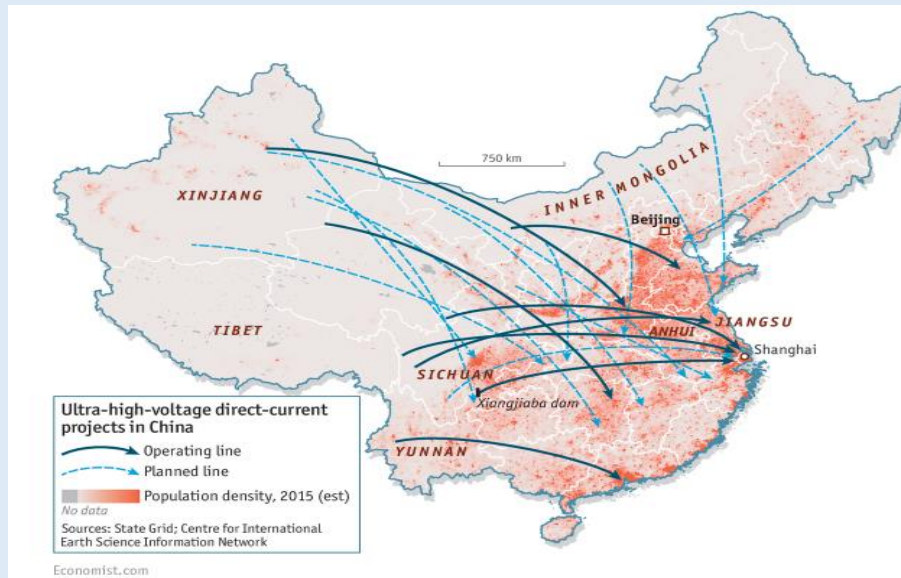 750 km
INNER MONGOLIA
XINJIANG
Beijing
TIBET
JIANGSU
ANHUI
Shanghai
SICHUAN
Xiangjiaba dam
YUNNAN
Ultra-high-voltage direct-current
projects in China
Operating line
Planned line
Population density, 2015 (est)
No data
Sources: State Grid; Centre for International
Earth Science Information Network
Economist.com